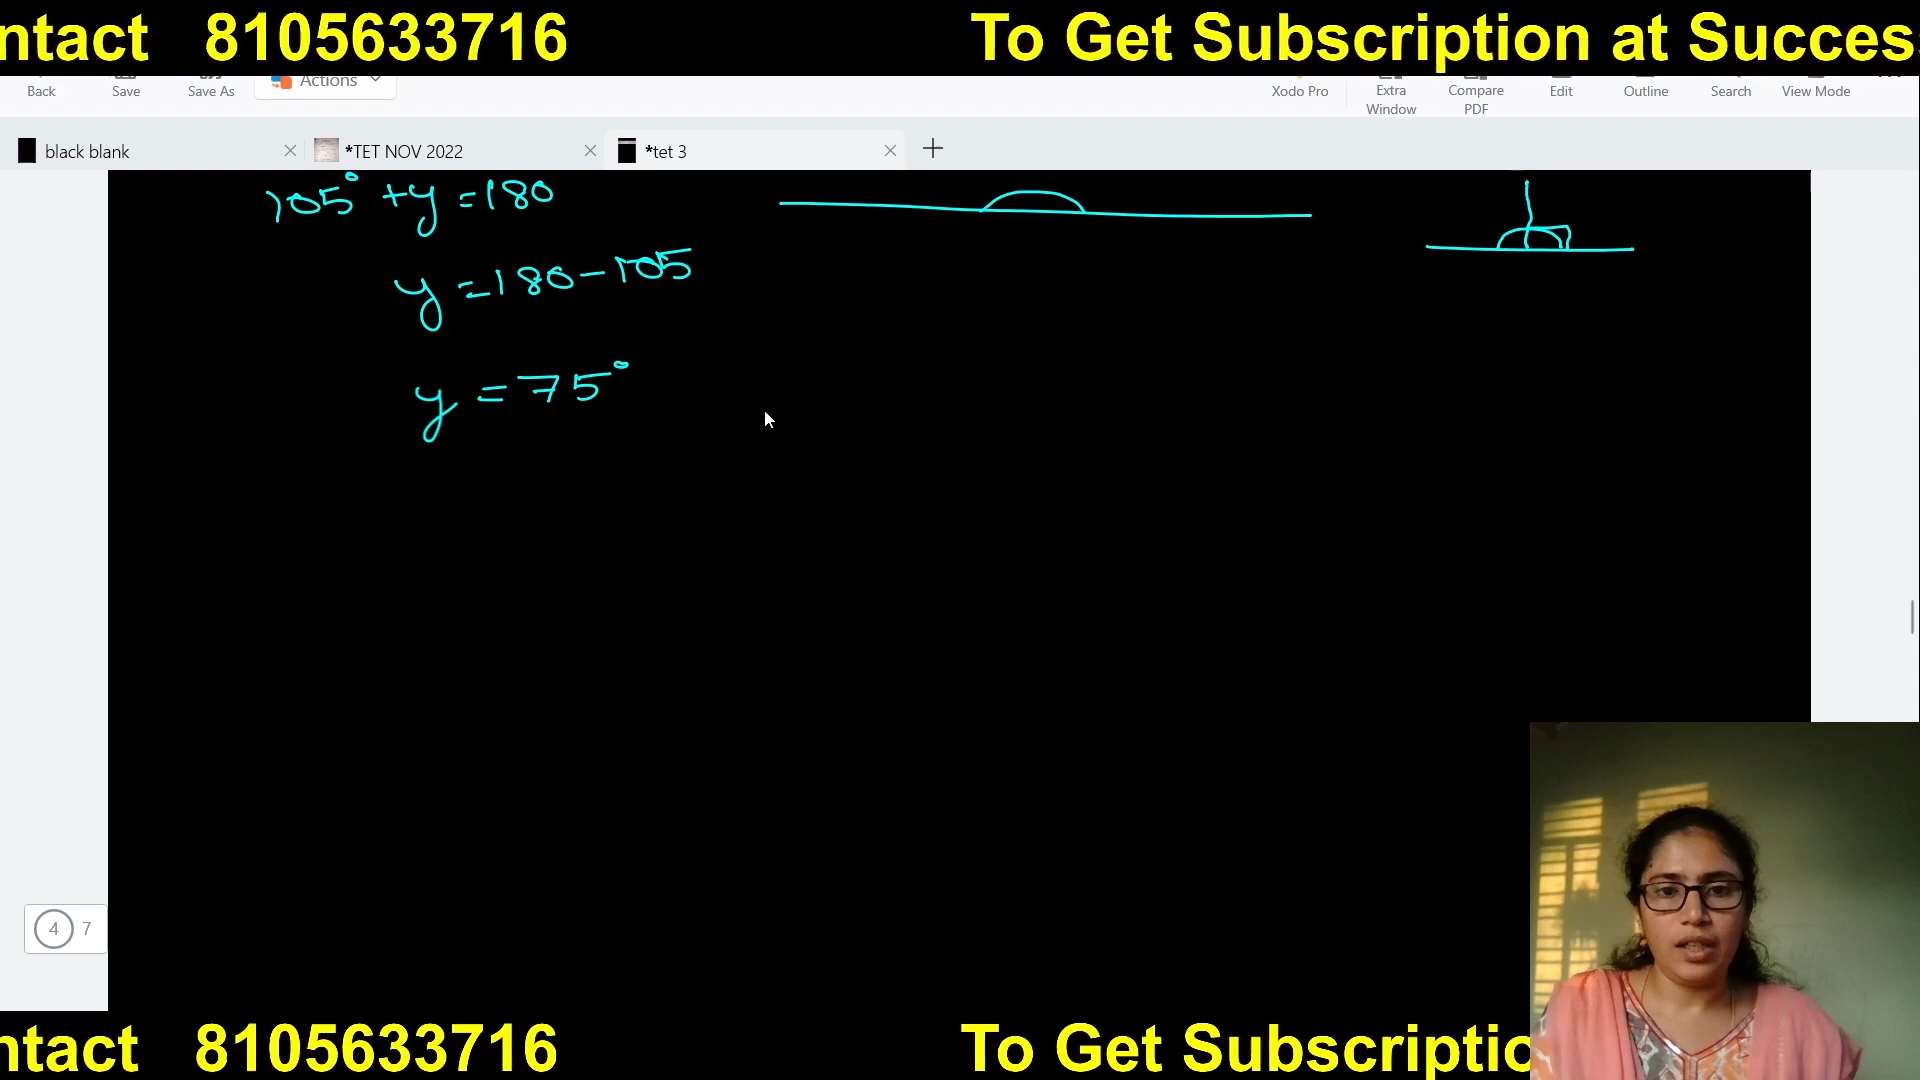 ntact 8105633716 To Get Subscription at Succes
Back Save Save As Actions Xodo Pro Extra Window Compare PDF Edit Outline Search View Mode
black blank *TET NOV 2022 *tet 3
105° + y = 180
y = 180 - 105
y = 75°
4 7
ntact 8105633716 To Get Subscriptio